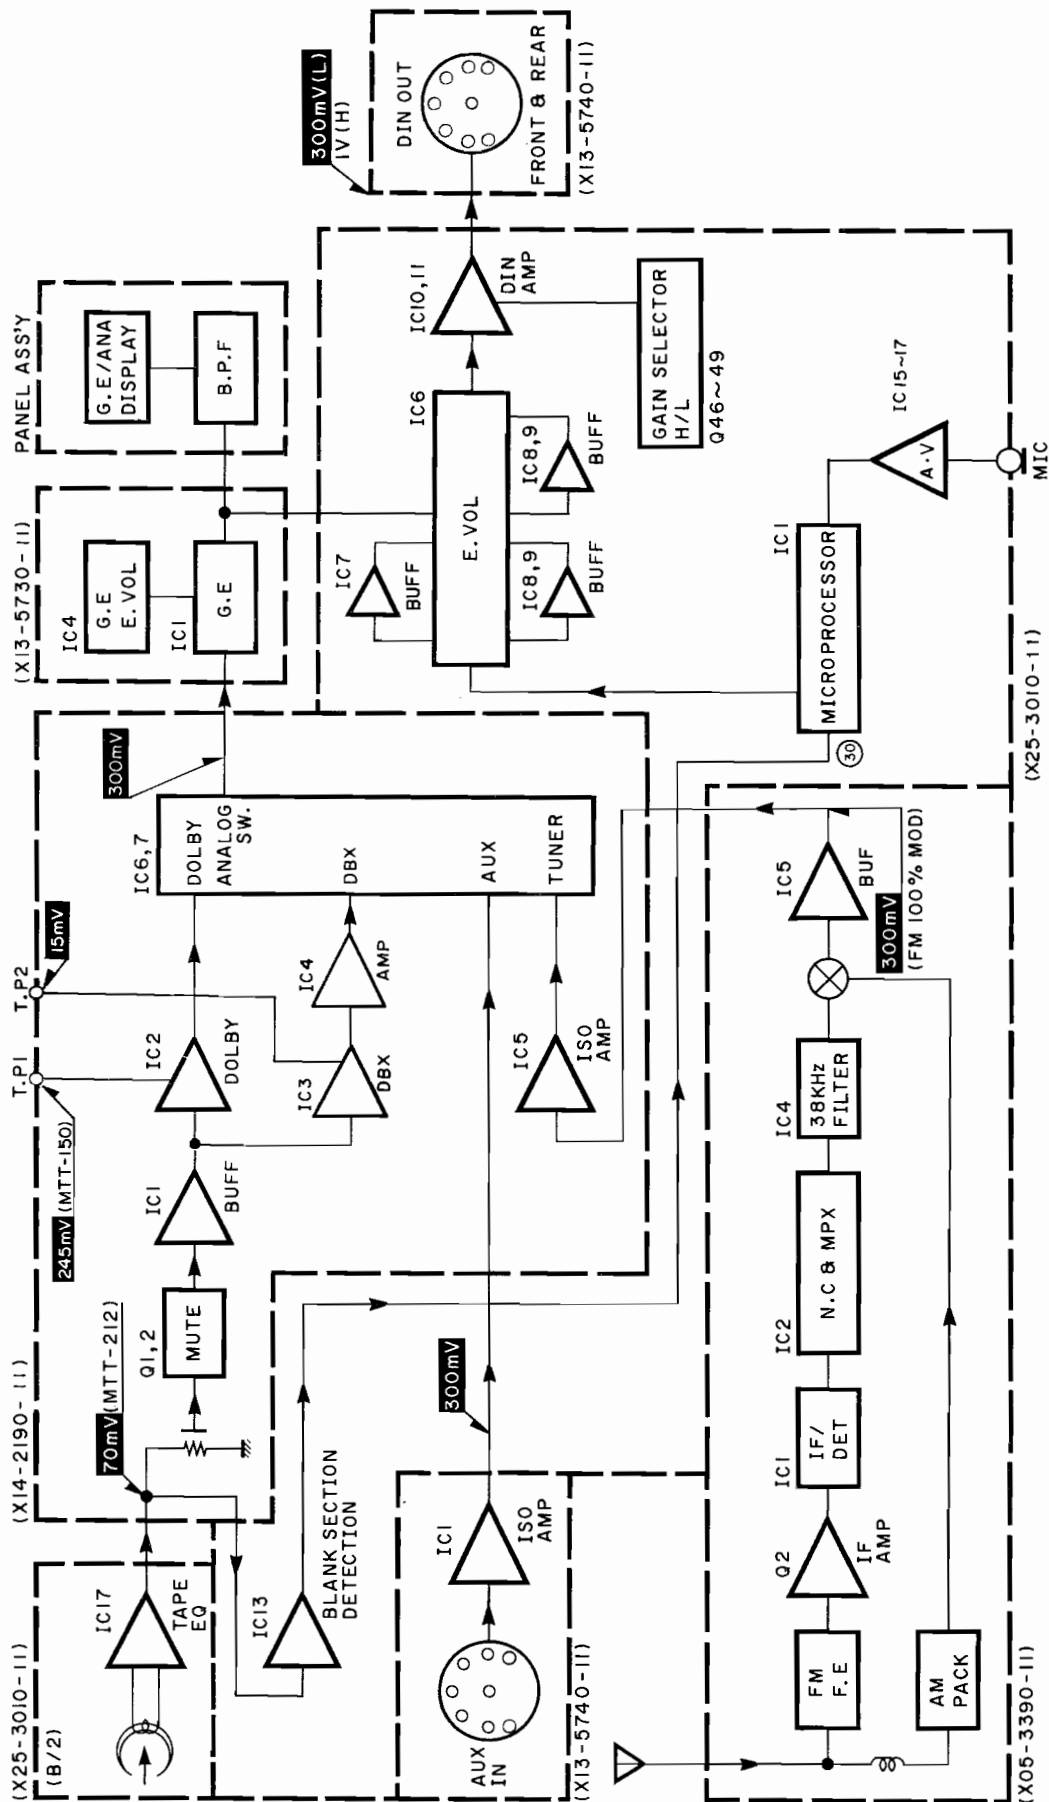 (X25-3010-11)
(B/2)
IC17
TAPE
EQ
(X14-2190-11)
70mV (MTT-212)
Q1,2
MUTE
IC1
BUFF
245mV (MTT-150)
T.P1
T.P2
15mV
IC2
DOLBY
IC3
DBX
IC4
AMP
IC5
ISO
AMP
IC6,7
DOLBY
ANALOG
SW.
DBX
AUX
TUNER
300mV
(X13-5730-11)
IC4
G.E
E.VOL
IC1
G.E
PANEL ASS'Y
G.E/ANA
DISPLAY
B.P.F
IC13
BLANK SECTION
DETECTION
AUX
IN
IC1
ISO
AMP
300mV
(X13-5740-11)
IC7
BUFF
IC6
E.VOL
IC8,9
BUFF
IC8,9
BUFF
IC10,11
DIN
AMP
GAIN SELECTOR
H/L
Q46~49
300mV(L)
1V(H)
DIN OUT
FRONT & REAR
(X13-5740-11)
IC1
MICROPROCESSOR
30
IC15~17
A·V
MIC
(X25-3010-11)
FM
F.E
Q2
IF
AMP
IC1
IF/
DET
IC2
N.C & MPX
IC4
38KHz
FILTER
IC5
BUF
300mV
(FM 100% MOD)
AM
PACK
(X05-3390-11)